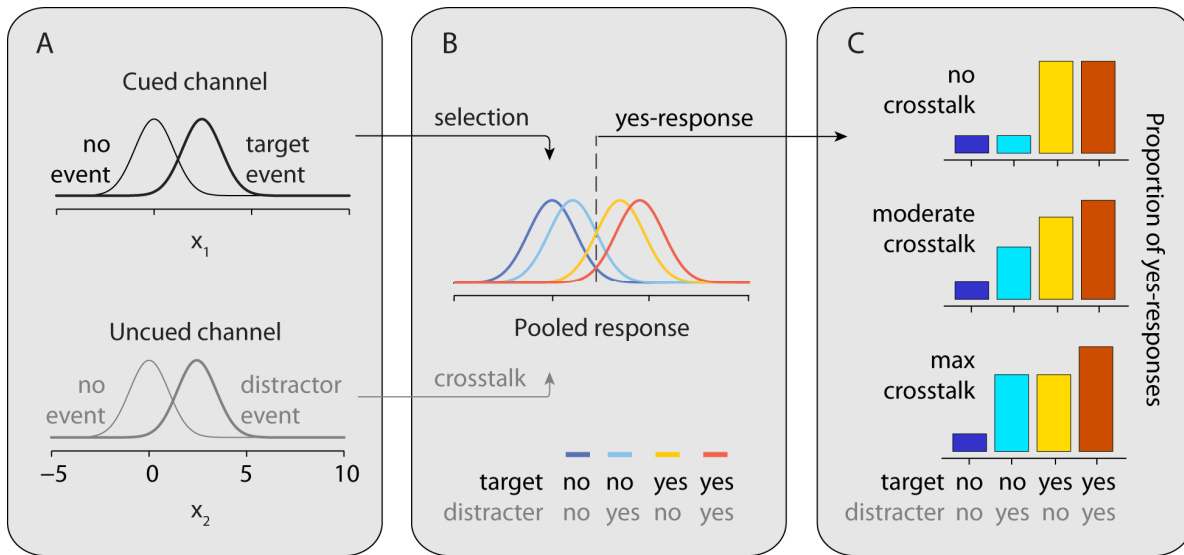 A
Cued channel
no
event
target
event
x1
Uncued channel
no
event
distractor
event
−5 0 5 10
x2
B
selection
yes-response
Pooled response
crosstalk
target no no yes yes
distracter no yes no yes
C
no
crosstalk
moderate
crosstalk
max
crosstalk
Proportion of yes-responses
target no no yes yes
distracter no yes no yes